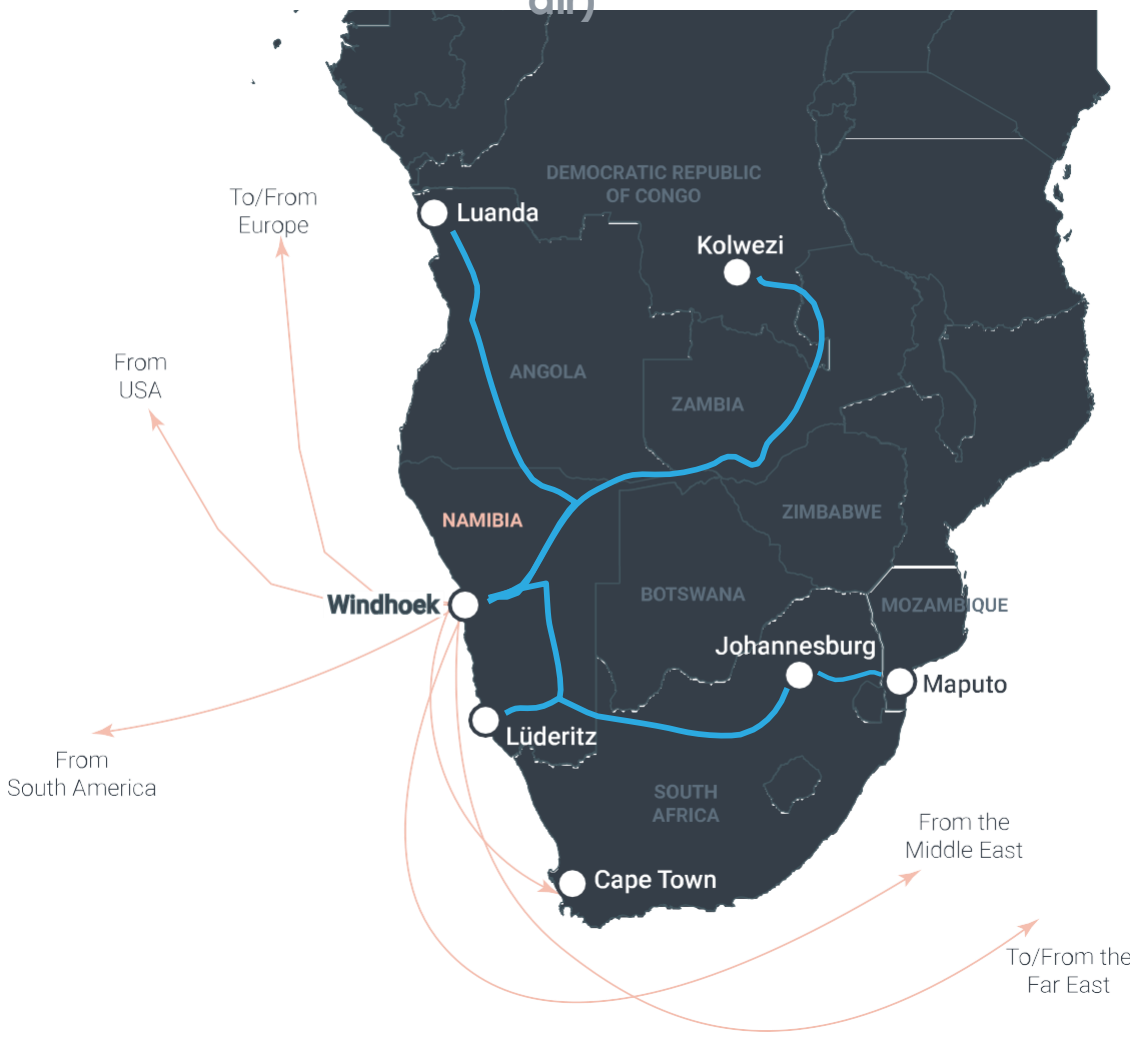 air)
DEMOCRATIC REPUBLIC
OF CONGO
To/From
Europe
Luanda
Kolwezi
From
USA
ANGOLA
ZAMBIA
NAMIBIA
ZIMBABWE
Windhoek
BOTSWANA
MOZAMBIQUE
Johannesburg
Maputo
Lüderitz
From
South America
SOUTH
AFRICA
From the
Middle East
Cape Town
To/From the
Far East